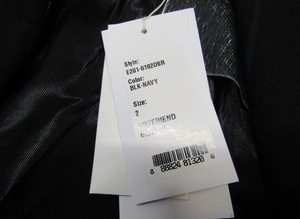 Style:
E201-6182DSR
Color:
BLK-NAVY
Size:
2
BOYFRIEND
8 88824 81320 6